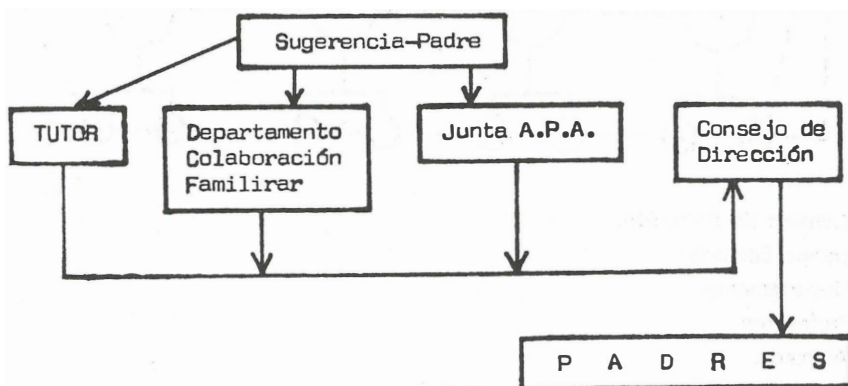 Sugerencia-Padre
TUTOR
Departamento
Colaboración
Familirar
Junta A.P.A.
Consejo de
Dirección
P A D R E S